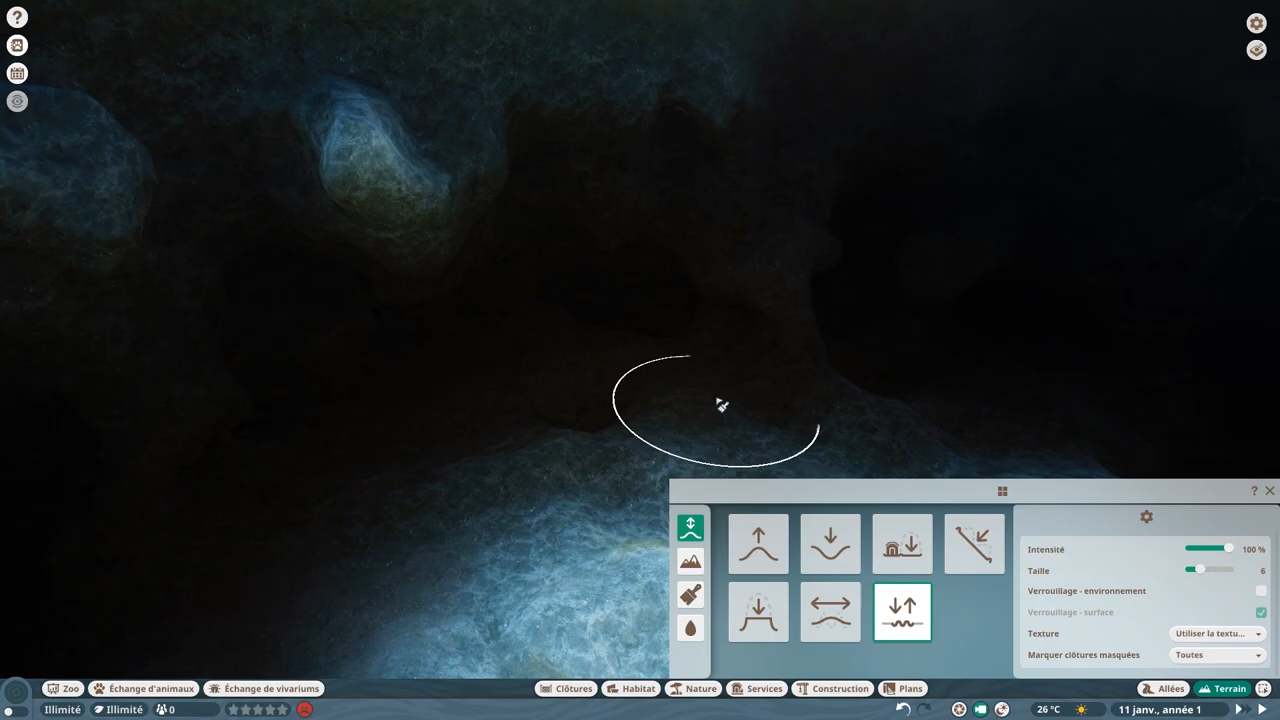 ?
? ×
Intensité 100 %
Taille 6
Verrouillage - environnement
Verrouillage - surface
Texture Utiliser la textu...
Marquer clôtures masquées Toutes
Zoo Échange d'animaux Échange de vivariums Clôtures Habitat Nature Services Construction Plans Allées Terrain
Illimité Illimité 0 26 °C 11 janv., année 1